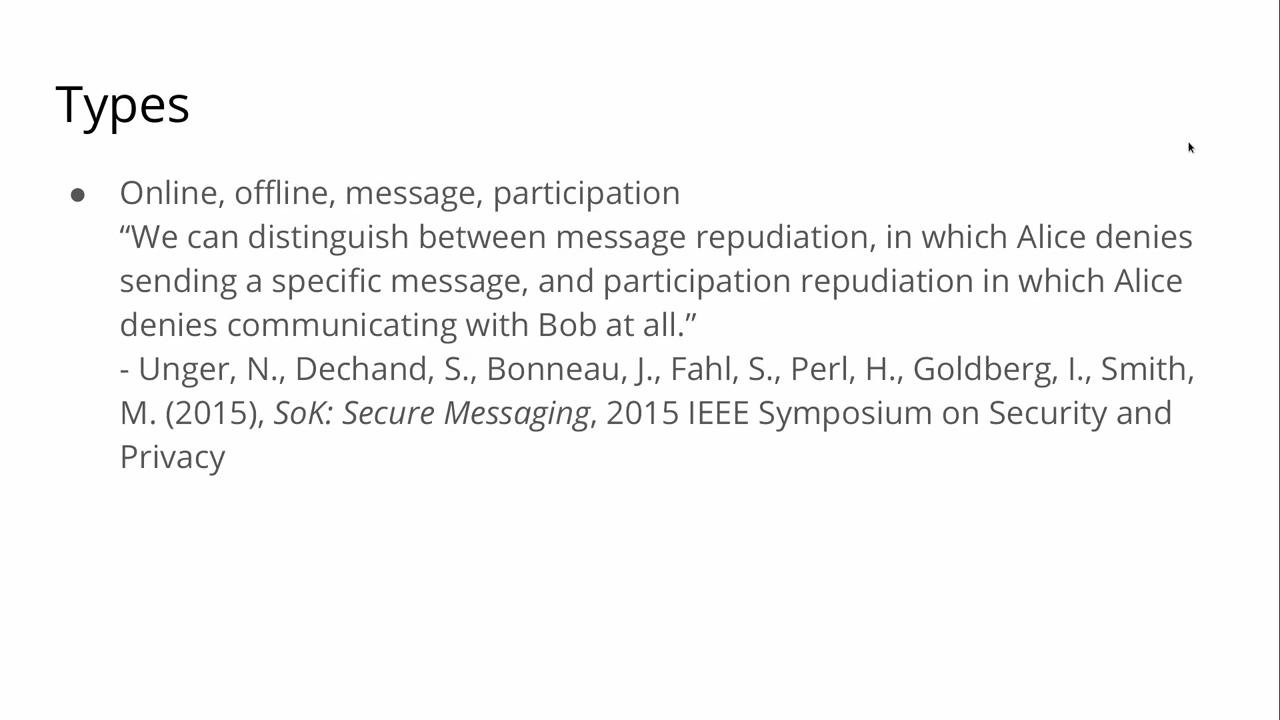 Types
● Online, offline, message, participation
“We can distinguish between message repudiation, in which Alice denies
sending a specific message, and participation repudiation in which Alice
denies communicating with Bob at all.”
- Unger, N., Dechand, S., Bonneau, J., Fahl, S., Perl, H., Goldberg, I., Smith,
M. (2015), SoK: Secure Messaging, 2015 IEEE Symposium on Security and
Privacy